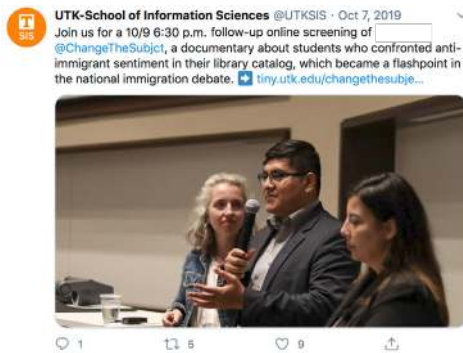 UTK-School of Information Sciences @UTKSIS · Oct 7, 2019
Join us for a 10/9 6:30 p.m. follow-up online screening of
@ChangeTheSubjct, a documentary about students who confronted anti-
immigrant sentiment in their library catalog, which became a flashpoint in
the national immigration debate. ➡️ tiny.utk.edu/changethesubje...
T
SIS
1
5
9